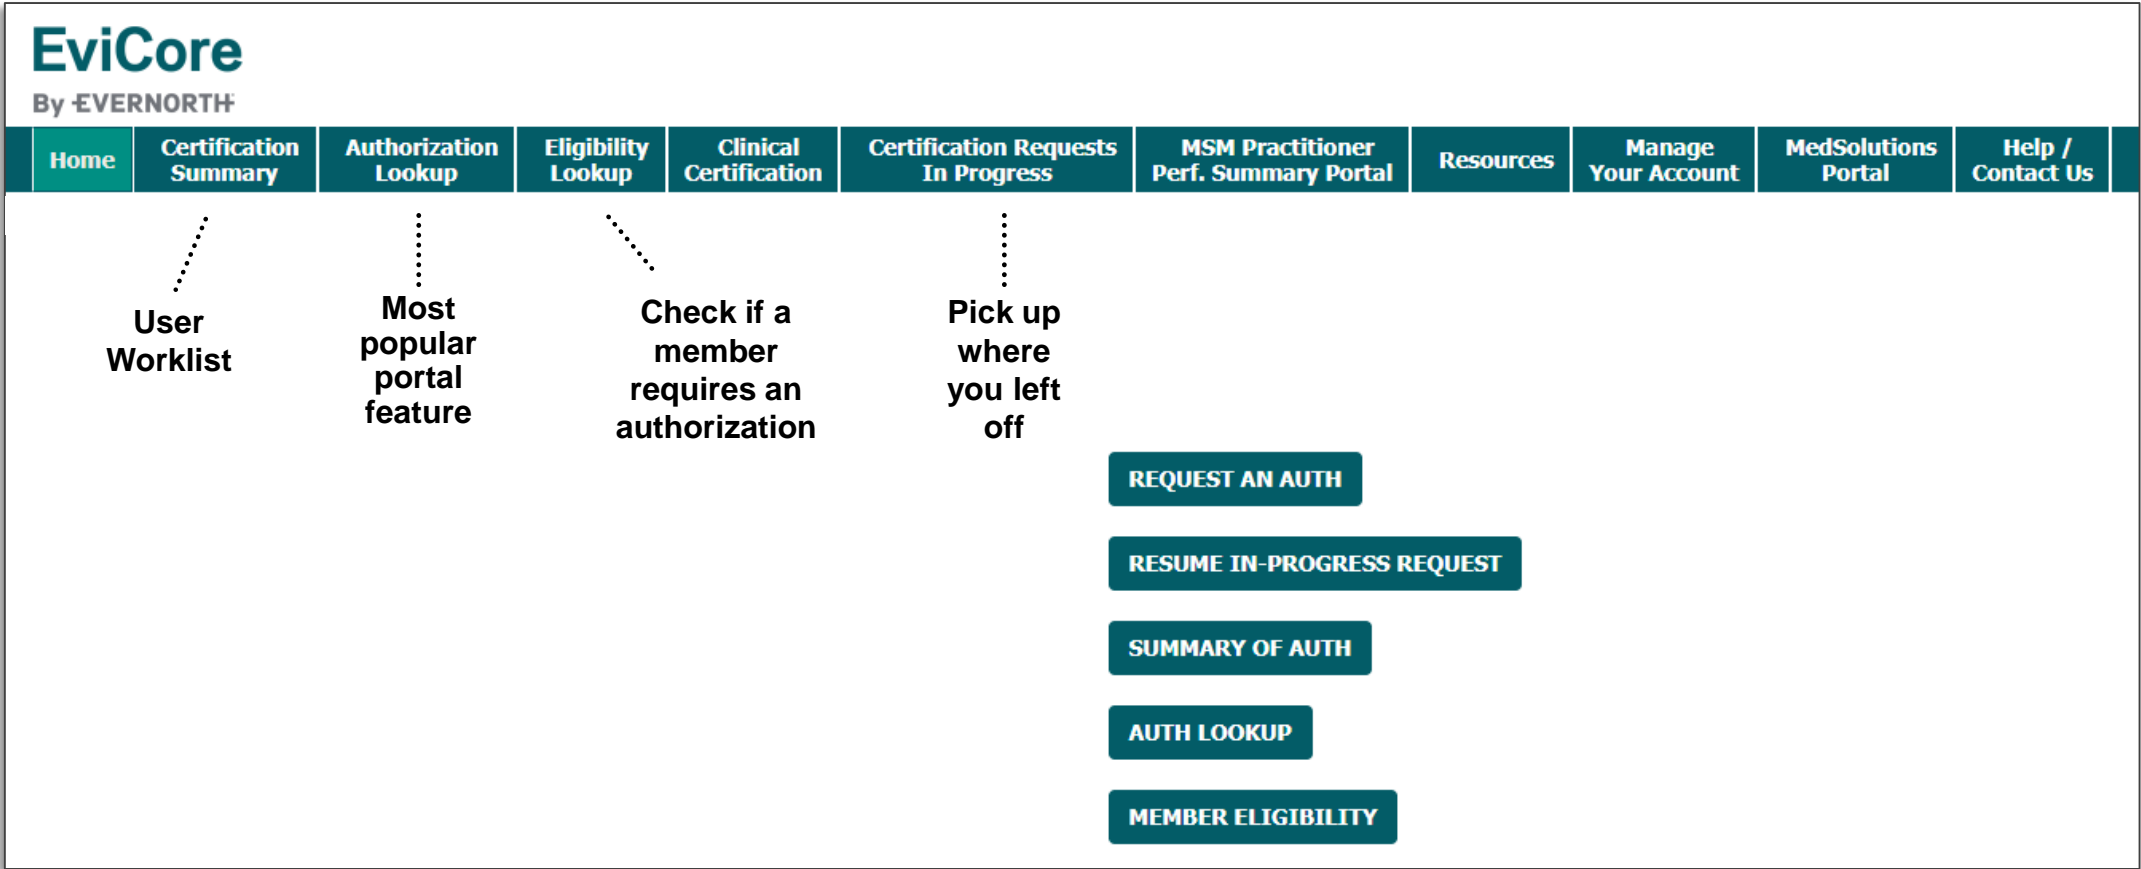 EviCore
By EVERNORTH
Home
Certification
Summary
Authorization
Lookup
Eligibility
Lookup
Clinical
Certification
Certification Requests
In Progress
MSM Practitioner
Perf. Summary Portal
Resources
Manage
Your Account
MedSolutions
Portal
Help /
Contact Us
User
Worklist
Most
popular
portal
feature
Check if a
member
requires an
authorization
Pick up
where
you left
off
REQUEST AN AUTH
RESUME IN-PROGRESS REQUEST
SUMMARY OF AUTH
AUTH LOOKUP
MEMBER ELIGIBILITY